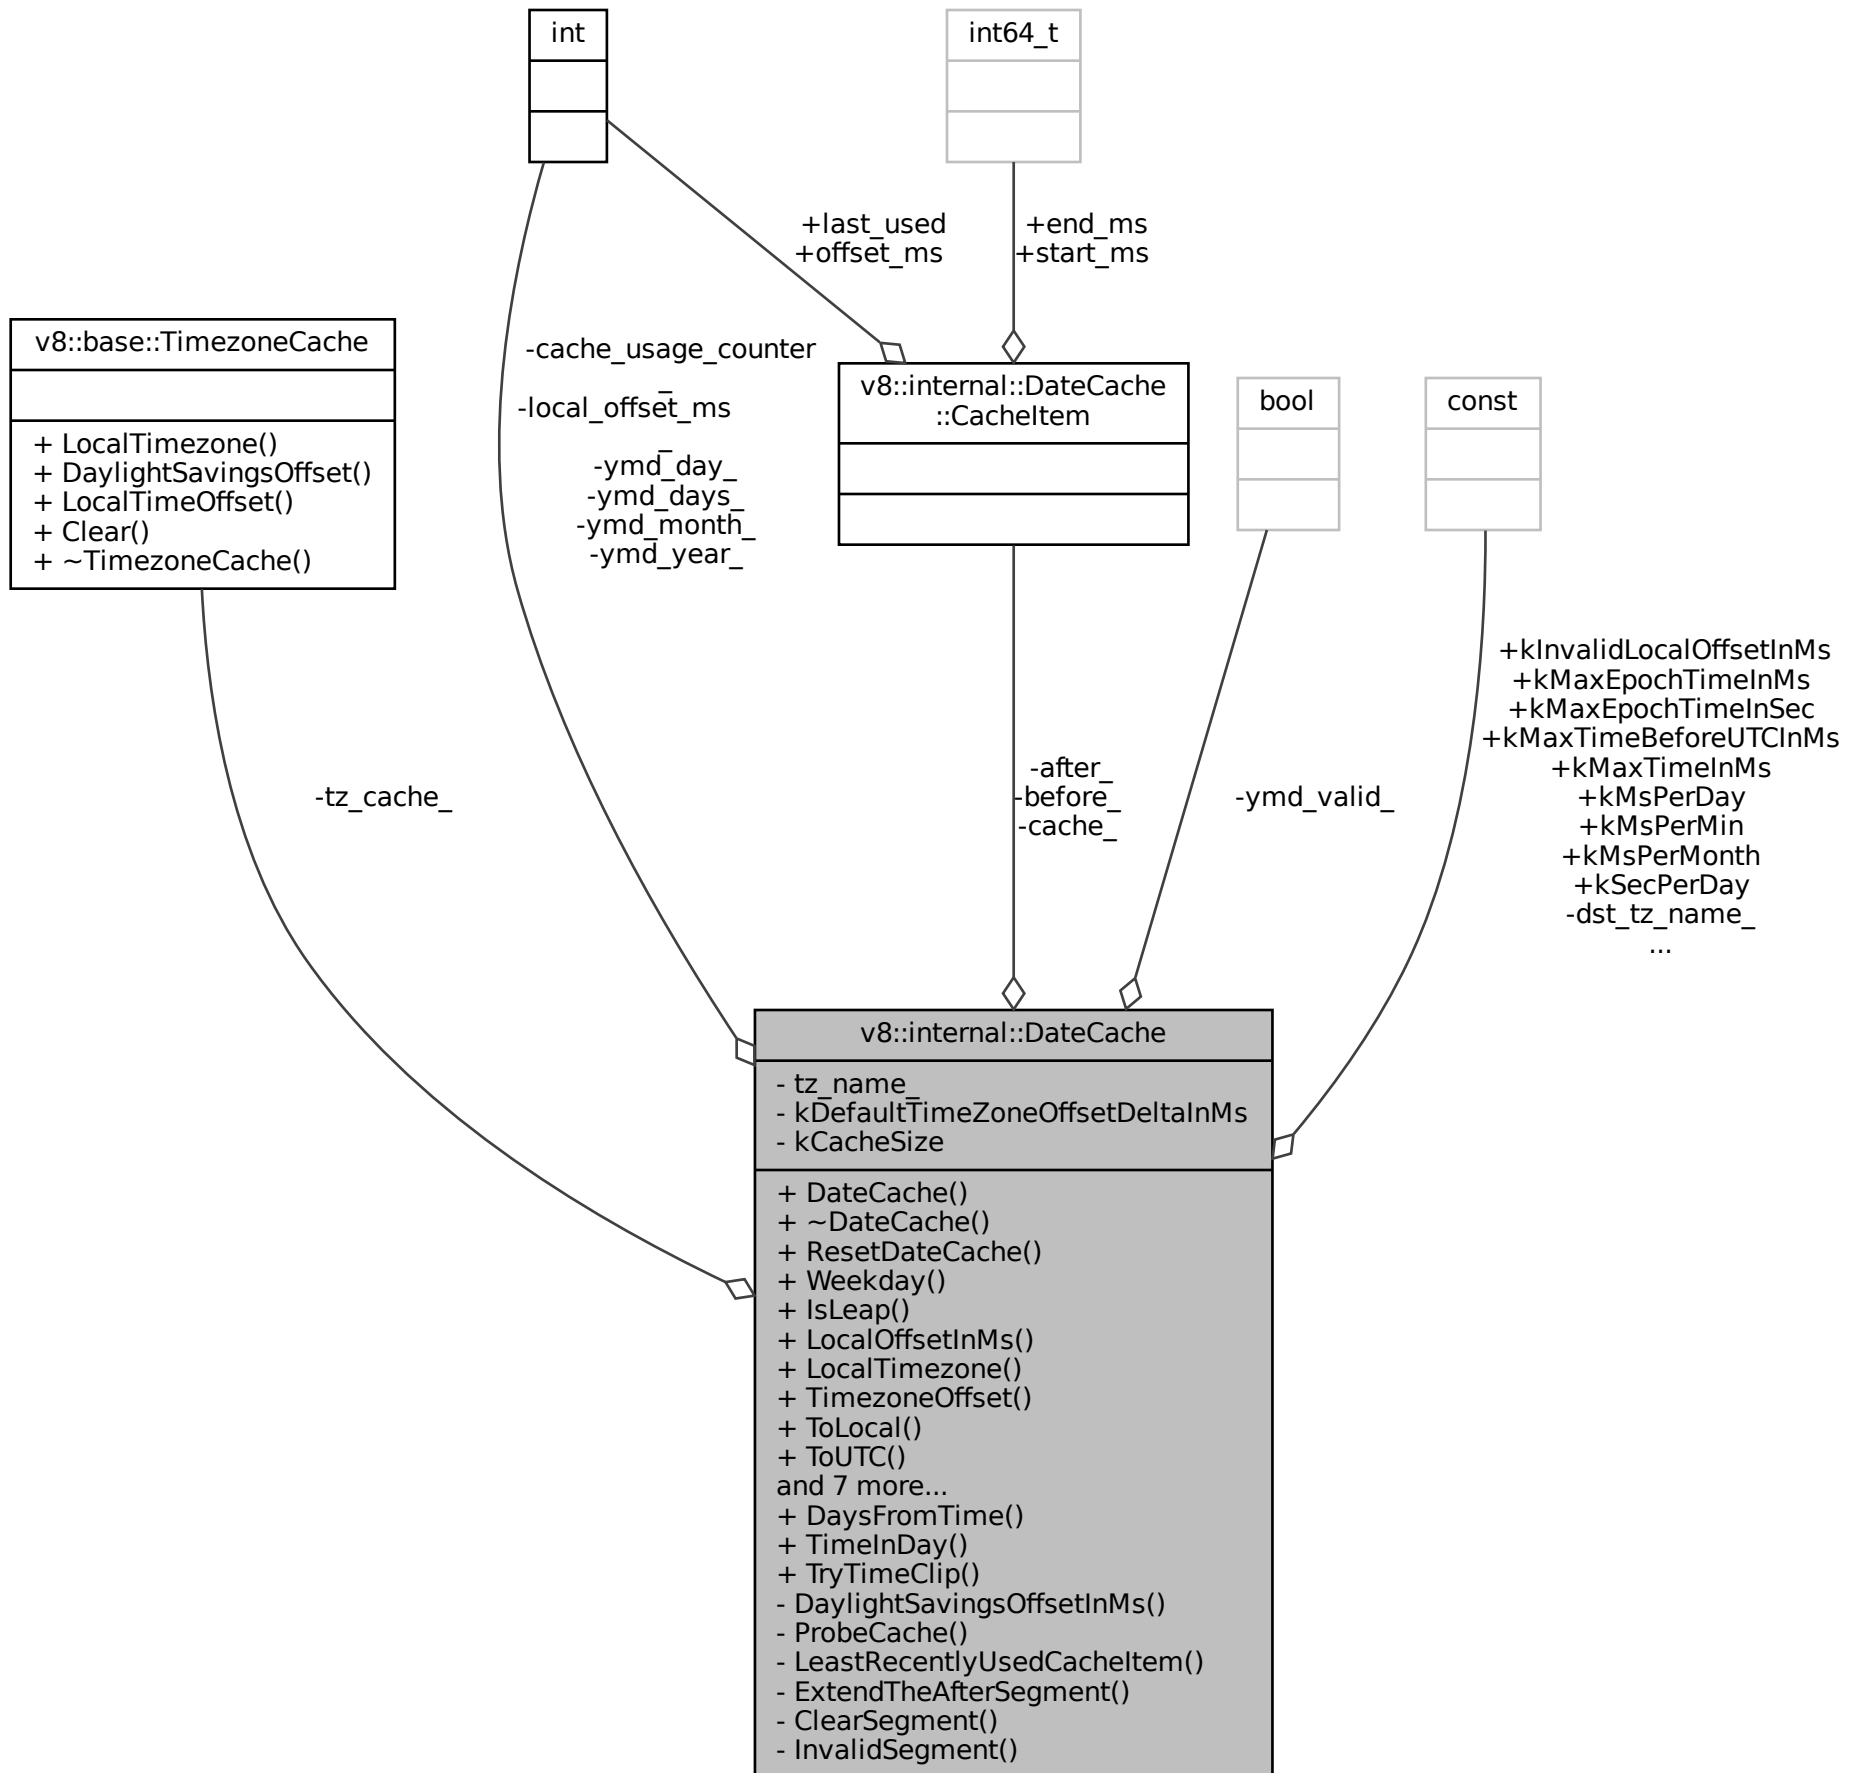 int
int64_t
+last_used
+offset_ms
+end_ms
+start_ms
v8::base::TimezoneCache
+ LocalTimezone()
+ DaylightSavingsOffset()
+ LocalTimeOffset()
+ Clear()
+ ~TimezoneCache()
-cache_usage_counter
_
-local_offset_ms
_
-ymd_day_
-ymd_days_
-ymd_month_
-ymd_year_
v8::internal::DateCache
::CacheItem
bool
const
-tz_cache_
-after_
-before_
-cache_
-ymd_valid_
+kInvalidLocalOffsetInMs
+kMaxEpochTimeInMs
+kMaxEpochTimeInSec
+kMaxTimeBeforeUTCInMs
+kMaxTimeInMs
+kMsPerDay
+kMsPerMin
+kMsPerMonth
+kSecPerDay
-dst_tz_name_
...
v8::internal::DateCache
- tz_name_
- kDefaultTimeZoneOffsetDeltaInMs
- kCacheSize
+ DateCache()
+ ~DateCache()
+ ResetDateCache()
+ Weekday()
+ IsLeap()
+ LocalOffsetInMs()
+ LocalTimezone()
+ TimezoneOffset()
+ ToLocal()
+ ToUTC()
and 7 more...
+ DaysFromTime()
+ TimeInDay()
+ TryTimeClip()
- DaylightSavingsOffsetInMs()
- ProbeCache()
- LeastRecentlyUsedCacheItem()
- ExtendTheAfterSegment()
- ClearSegment()
- InvalidSegment()